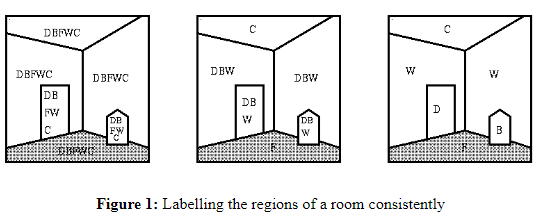 DBFWC
DBFWC
DBFWC
DB
FW
C
DB
FW
C
DBFWC
C
DBW
DBW
DB
W
DB
W
F
C
W
W
D
B
F
Figure 1: Labelling the regions of a room consistently